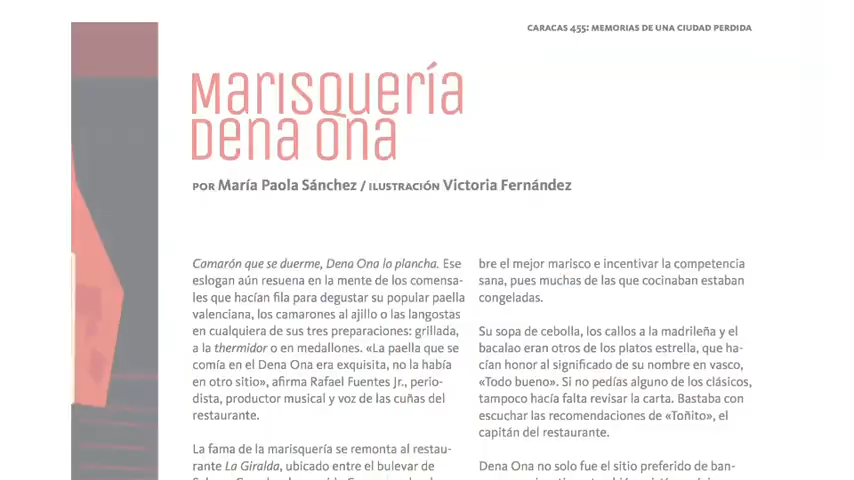 CARACAS 455: MEMORIAS DE UNA CIUDAD PERDIDA
Marisquería
Dena Ona
POR María Paola Sánchez / ILUSTRACIÓN Victoria Fernández
Camarón que se duerme, Dena Ona lo plancha. Ese
eslogan aún resuena en la mente de los comensa-
les que hacían fila para degustar su popular paella
valenciana, los camarones al ajillo o las langostas
en cualquiera de sus tres preparaciones: grillada,
a la thermidor o en medallones. «La paella que se
comía en el Dena Ona era exquisita, no la había
en otro sitio», afirma Rafael Fuentes Jr., perio-
dista, productor musical y voz de las cuñas del
restaurante.
La fama de la marisquería se remonta al restau-
rante La Giralda, ubicado entre el bulevar de
bre el mejor marisco e incentivar la competencia
sana, pues muchas de las que cocinaban estaban
congeladas.
Su sopa de cebolla, los callos a la madrileña y el
bacalao eran otros de los platos estrella, que ha-
cían honor al significado de su nombre en vasco,
«Todo bueno». Si no pedías alguno de los clásicos,
tampoco hacía falta revisar la carta. Bastaba con
escuchar las recomendaciones de «Toñito», el
capitán del restaurante.
Dena Ona no solo fue el sitio preferido de ban-